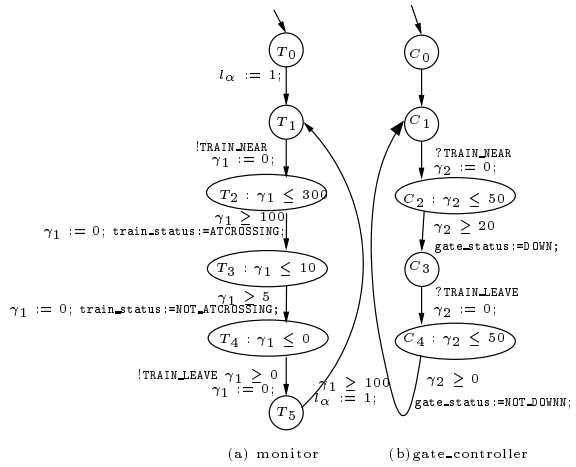 T0
l_α := 1;
T1
!TRAIN_NEAR
γ1 := 0;
T2 : γ1 ≤ 300
γ1 ≥ 100
γ1 := 0; train_status:=ATCROSSING;
T3 : γ1 ≤ 10
γ1 > 5
γ1 := 0; train_status:=NOT_ATCROSSING;
T4 : γ1 ≤ 0
!TRAIN_LEAVE γ1 ≥ 0
γ1 := 0;
γ1 ≥ 100
l_α := 1;
T5
(a) monitor
C0
C1
?TRAIN_NEAR
γ2 := 0;
C2 : γ2 ≤ 50
γ2 ≥ 20
gate_status:=DOWN;
C3
?TRAIN_LEAVE
γ2 := 0;
C4 : γ2 ≤ 50
γ2 ≥ 0
gate_status:=NOT_DOWNN;
(b)gate_controller